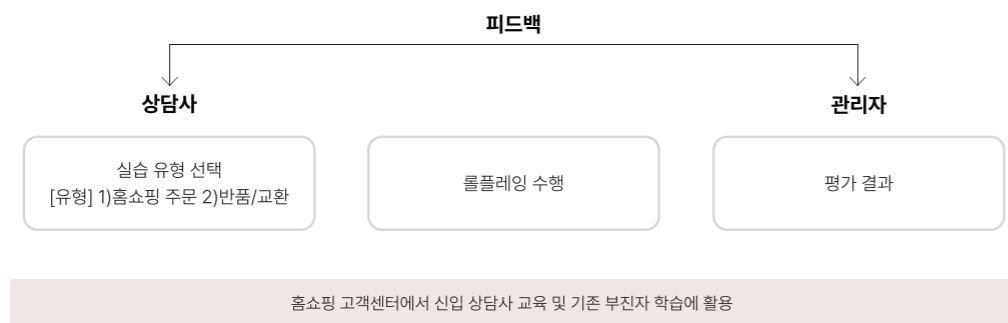 피드백
상담사
관리자
실습 유형 선택
[유형] 1)홈쇼핑 주문 2)반품/교환
롤플레잉 수행
평가 결과
홈쇼핑 고객센터에서 신입 상담사 교육 및 기존 부진자 학습에 활용